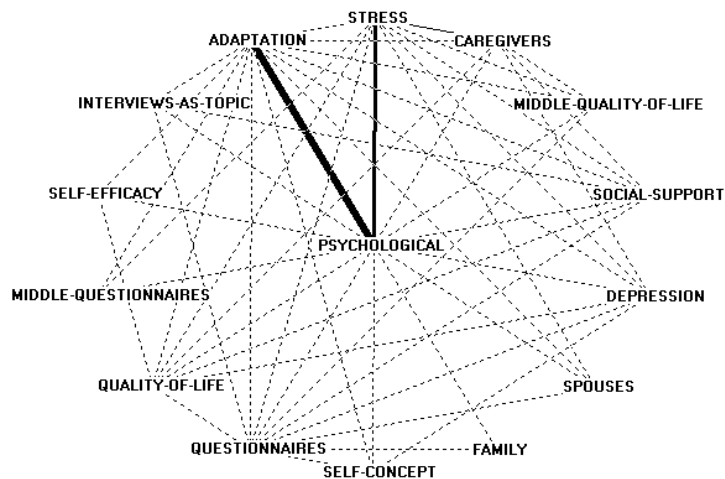 STRESS
ADAPTATION
CAREGIVERS
INTERVIEWS-AS-TOPIC
MIDDLE-QUALITY-OF-LIFE
SELF-EFFICACY
SOCIAL-SUPPORT
PSYCHOLOGICAL
MIDDLE-QUESTIONNAIRES
DEPRESSION
QUALITY-OF-LIFE
SPOUSES
QUESTIONNAIRES
FAMILY
SELF-CONCEPT